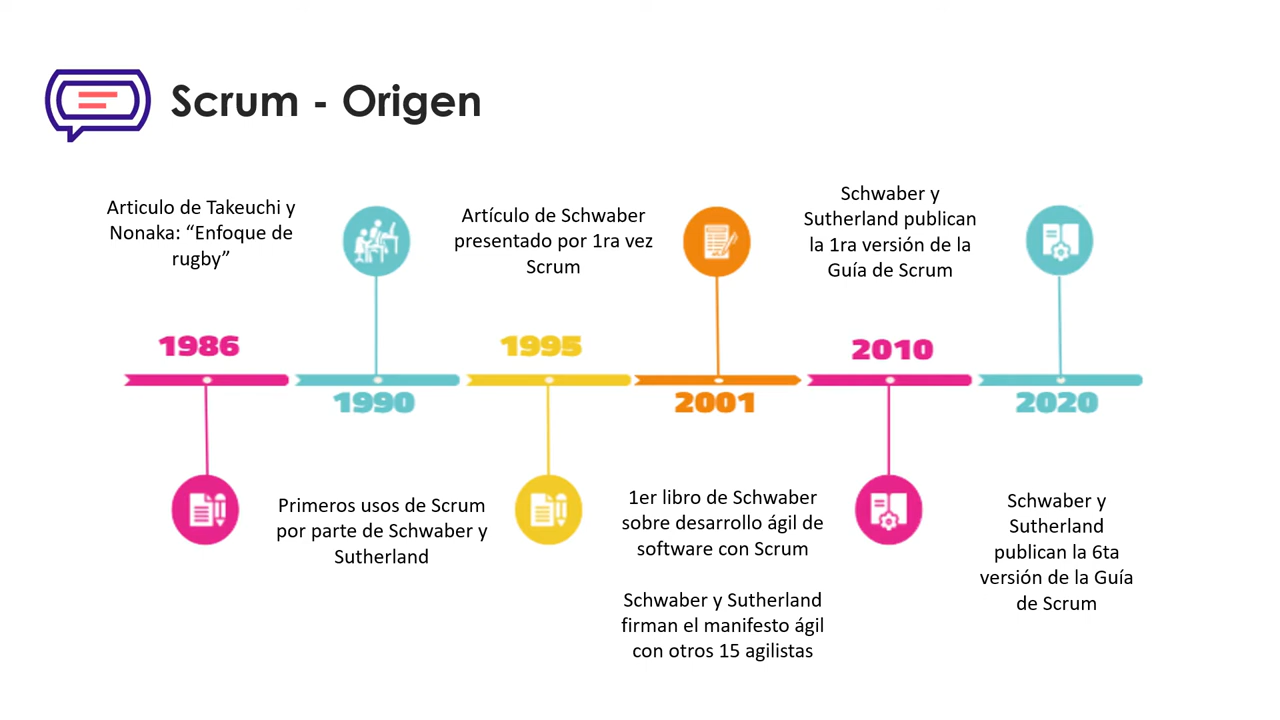 Scrum - Origen
Articulo de Takeuchi y
Nonaka: “Enfoque de
rugby”
1986
1990
Primeros usos de Scrum
por parte de Schwaber y
Sutherland
Artículo de Schwaber
presentado por 1ra vez
Scrum
1995
2001
1er libro de Schwaber
sobre desarrollo ágil de
software con Scrum
Schwaber y Sutherland
firman el manifesto ágil
con otros 15 agilistas
Schwaber y
Sutherland publican
la 1ra versión de la
Guía de Scrum
2010
2020
Schwaber y
Sutherland
publican la 6ta
versión de la Guía
de Scrum